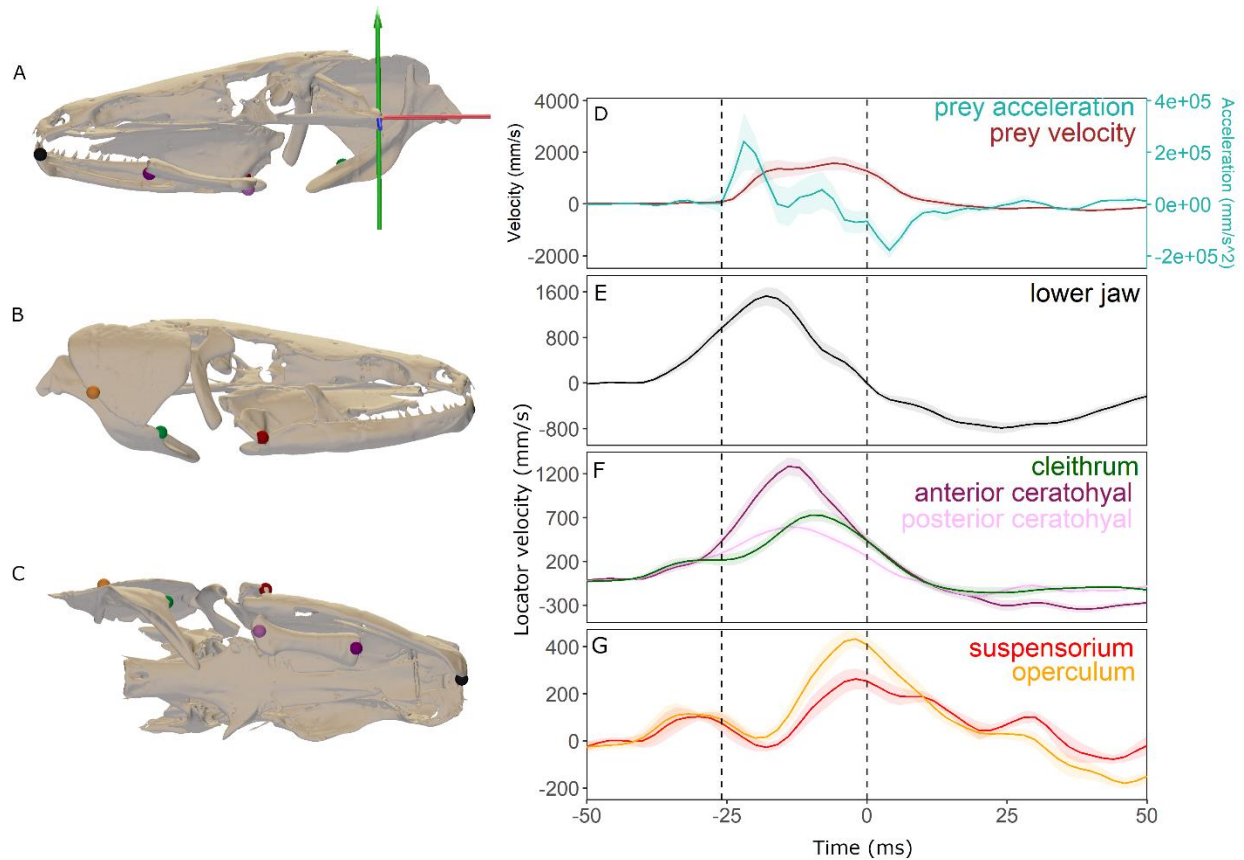 A
B
C
D
prey acceleration
prey velocity
Velocity (mm/s)
4000
2000
0
-2000
4e+05
2e+05
0e+00
-2e+05
Acceleration (mm/s^2)
E
lower jaw
1600
800
0
-800
Locator velocity (mm/s)
F
cleithrum
anterior ceratohyal
posterior ceratohyal
1200
700
200
-300
G
suspensorium
operculum
400
200
0
-200
-50
-25
0
25
50
Time (ms)